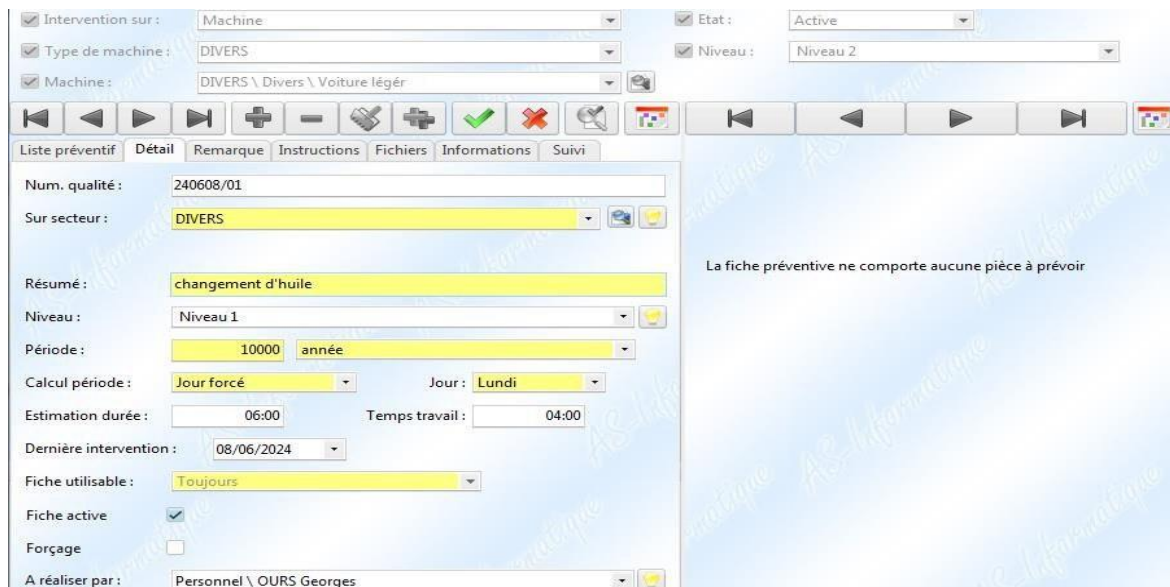 Intervention sur : Machine Etat : Active
Type de machine : DIVERS Niveau : Niveau 2
Machine : DIVERS \ Divers \ Voiture légér
Liste préventif Détail Remarque Instructions Fichiers Informations Suivi
Num. qualité : 240608/01
Sur secteur : DIVERS
La fiche préventive ne comporte aucune pièce à prévoir
Résumé : changement d'huile
Niveau : Niveau 1
Période : 10000 année
Calcul période : Jour forcé Jour : Lundi
Estimation durée : 06:00 Temps travail : 04:00
Dernière intervention : 08/06/2024
Fiche utilisable : Toujours
Fiche active
Forçage
A réaliser par : Personnel \ OURS Georges